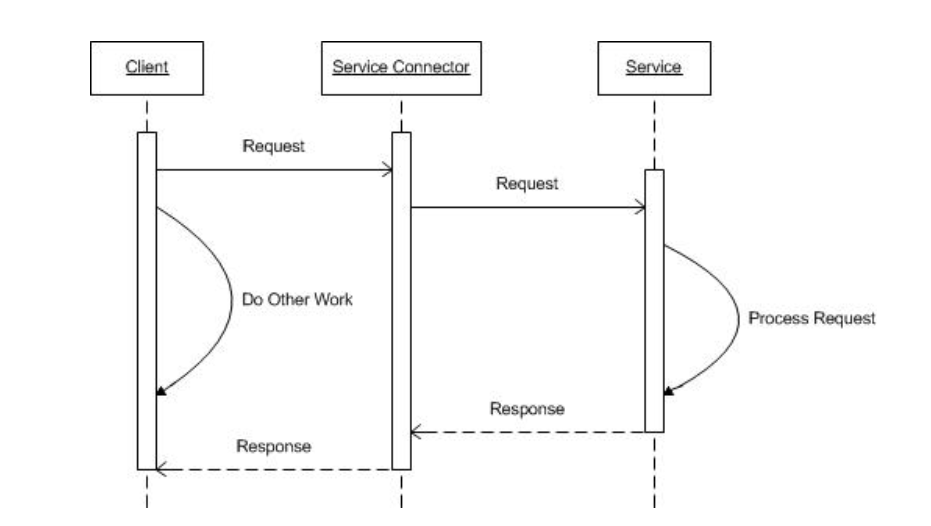 Client
Service Connector
Service
Request
Request
Do Other Work
Process Request
Response
Response